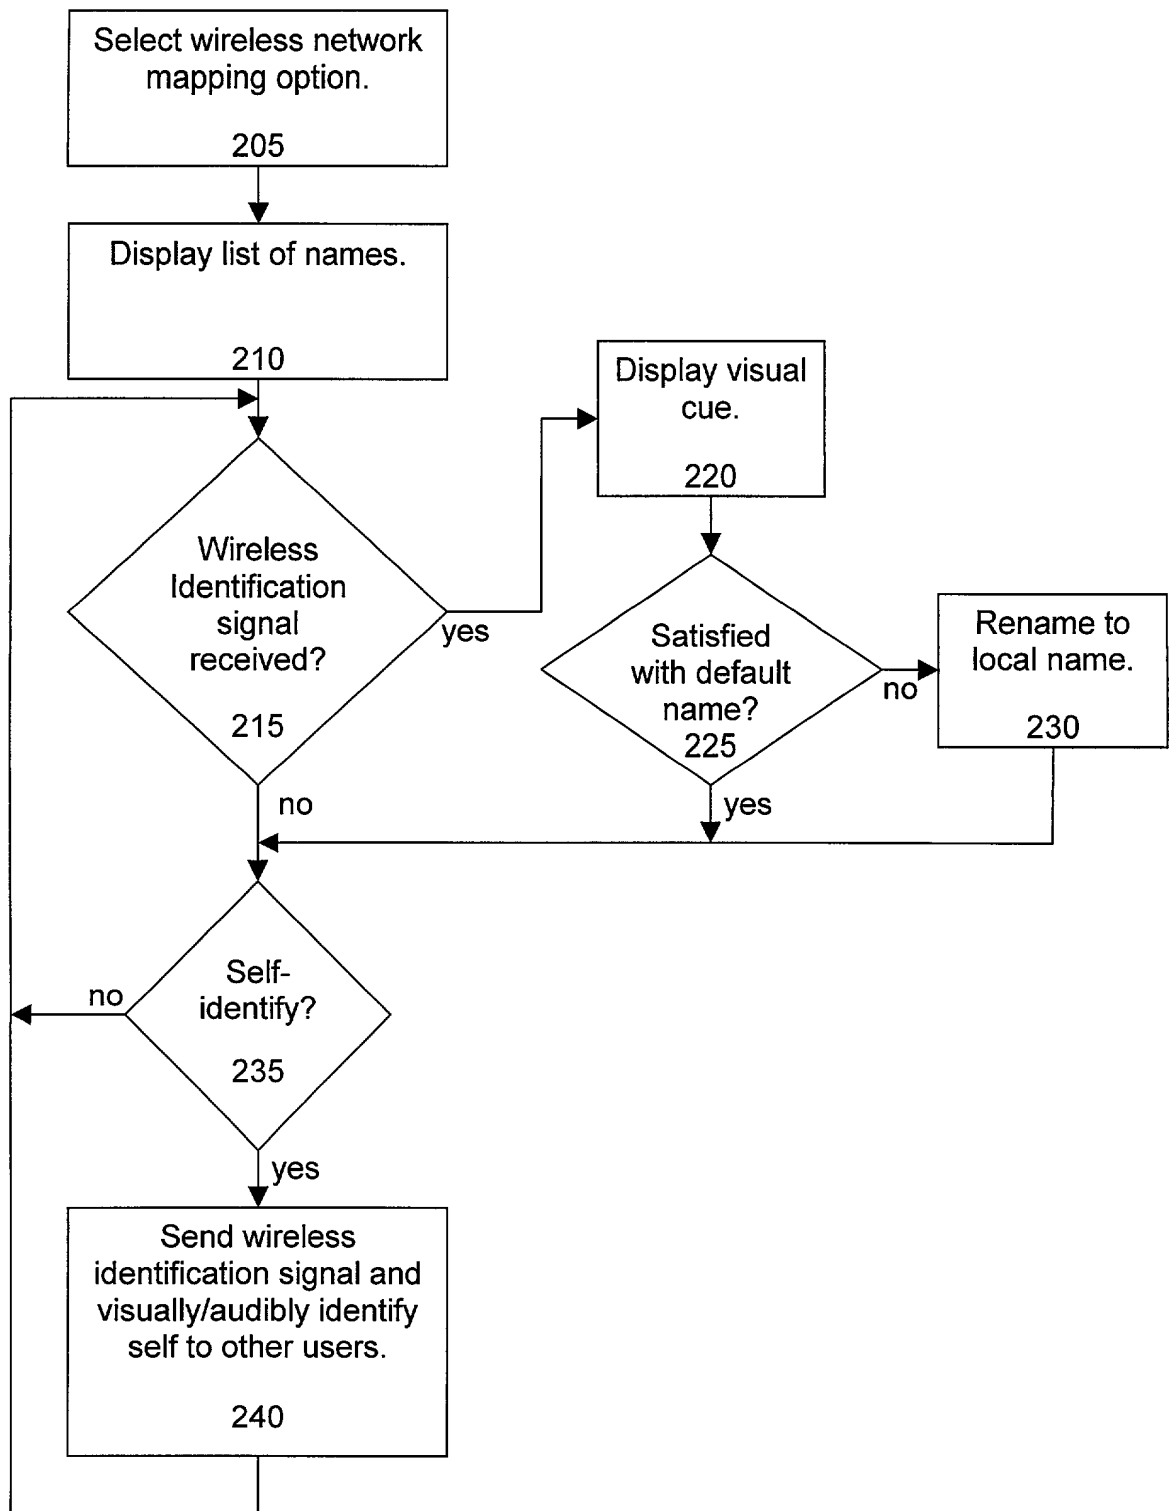 Select wireless network
mapping option.
205
Display list of names.
210
Display visual
cue.
220
Wireless
Identification
signal
received?
215
yes
no
Satisfied
with default
name?
225
no
yes
Rename to
local name.
230
Self-
identify?
235
no
yes
Send wireless
identification signal and
visually/audibly identify
self to other users.
240